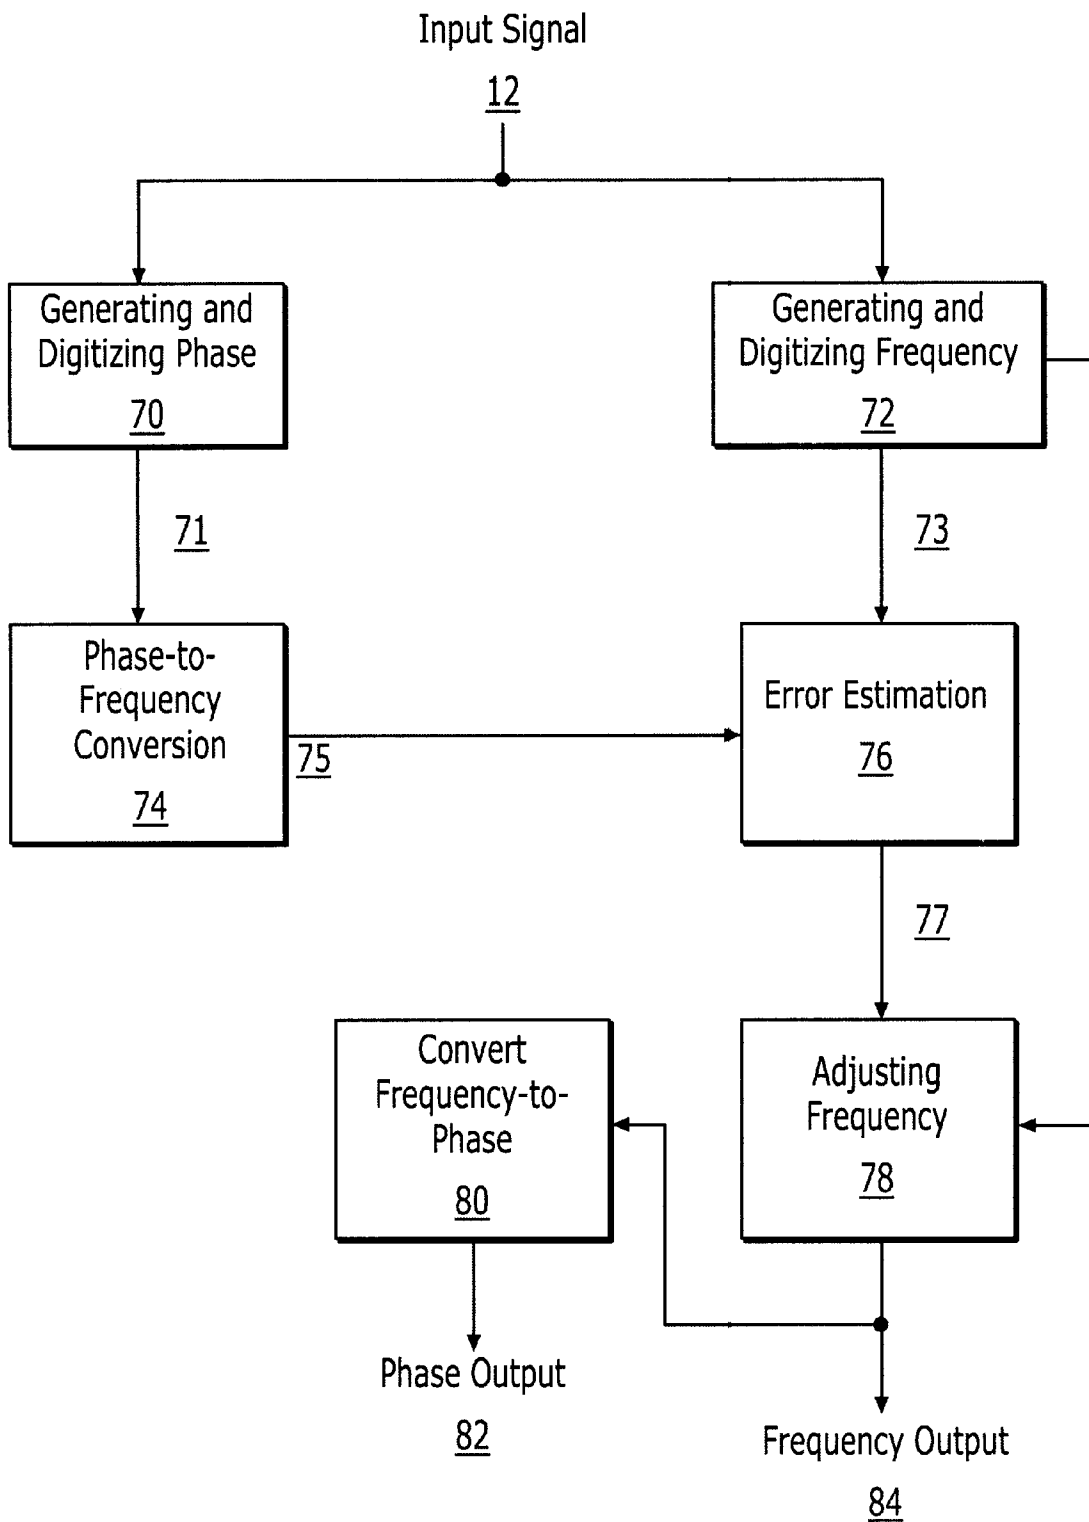 Input Signal
12
Generating and
Digitizing Phase
70
Generating and
Digitizing Frequency
72
71
73
Phase-to-
Frequency
Conversion
74
75
Error Estimation
76
77
Convert
Frequency-to-
Phase
80
Adjusting
Frequency
78
Phase Output
82
Frequency Output
84